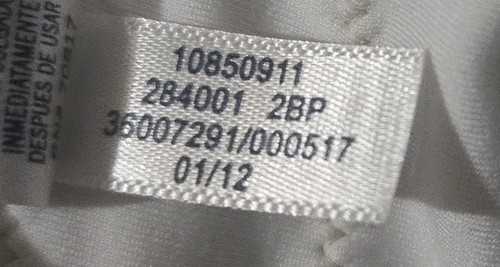 10850911
284001 2BP
36007291/000517
01/12
INMEDIATAMENTE
DESPUES DE USAR